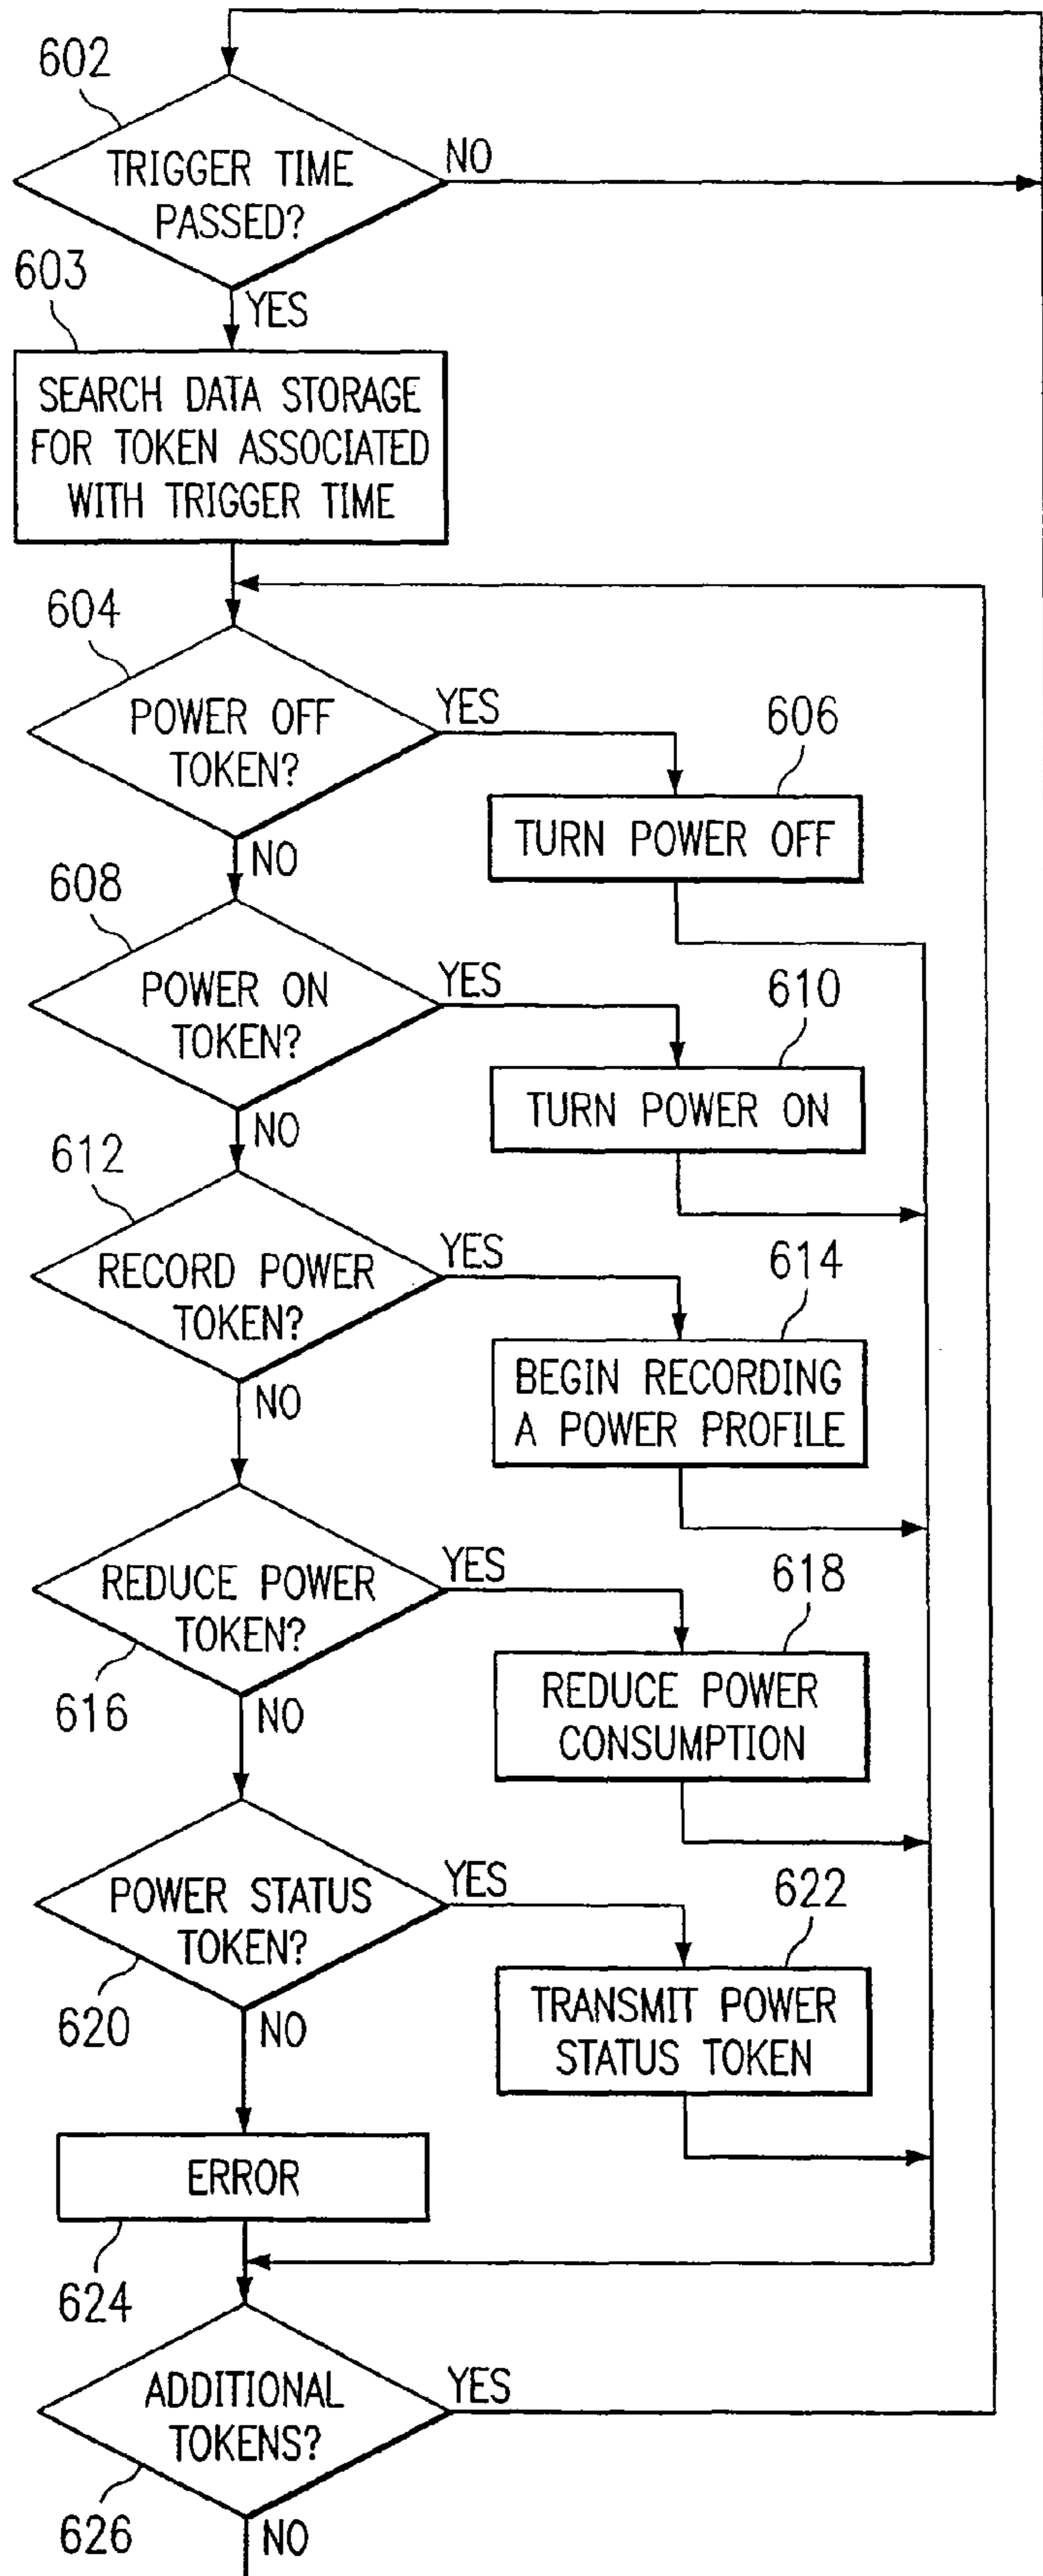 602
TRIGGER TIME
PASSED?
NO
YES
603
SEARCH DATA STORAGE
FOR TOKEN ASSOCIATED
WITH TRIGGER TIME
604
POWER OFF
TOKEN?
YES
606
TURN POWER OFF
NO
608
POWER ON
TOKEN?
YES
610
TURN POWER ON
NO
612
RECORD POWER
TOKEN?
YES
614
BEGIN RECORDING
A POWER PROFILE
NO
REDUCE POWER
TOKEN?
YES
618
REDUCE POWER
CONSUMPTION
616
NO
POWER STATUS
TOKEN?
YES
622
TRANSMIT POWER
STATUS TOKEN
620
NO
ERROR
624
ADDITIONAL
TOKENS?
YES
626
NO